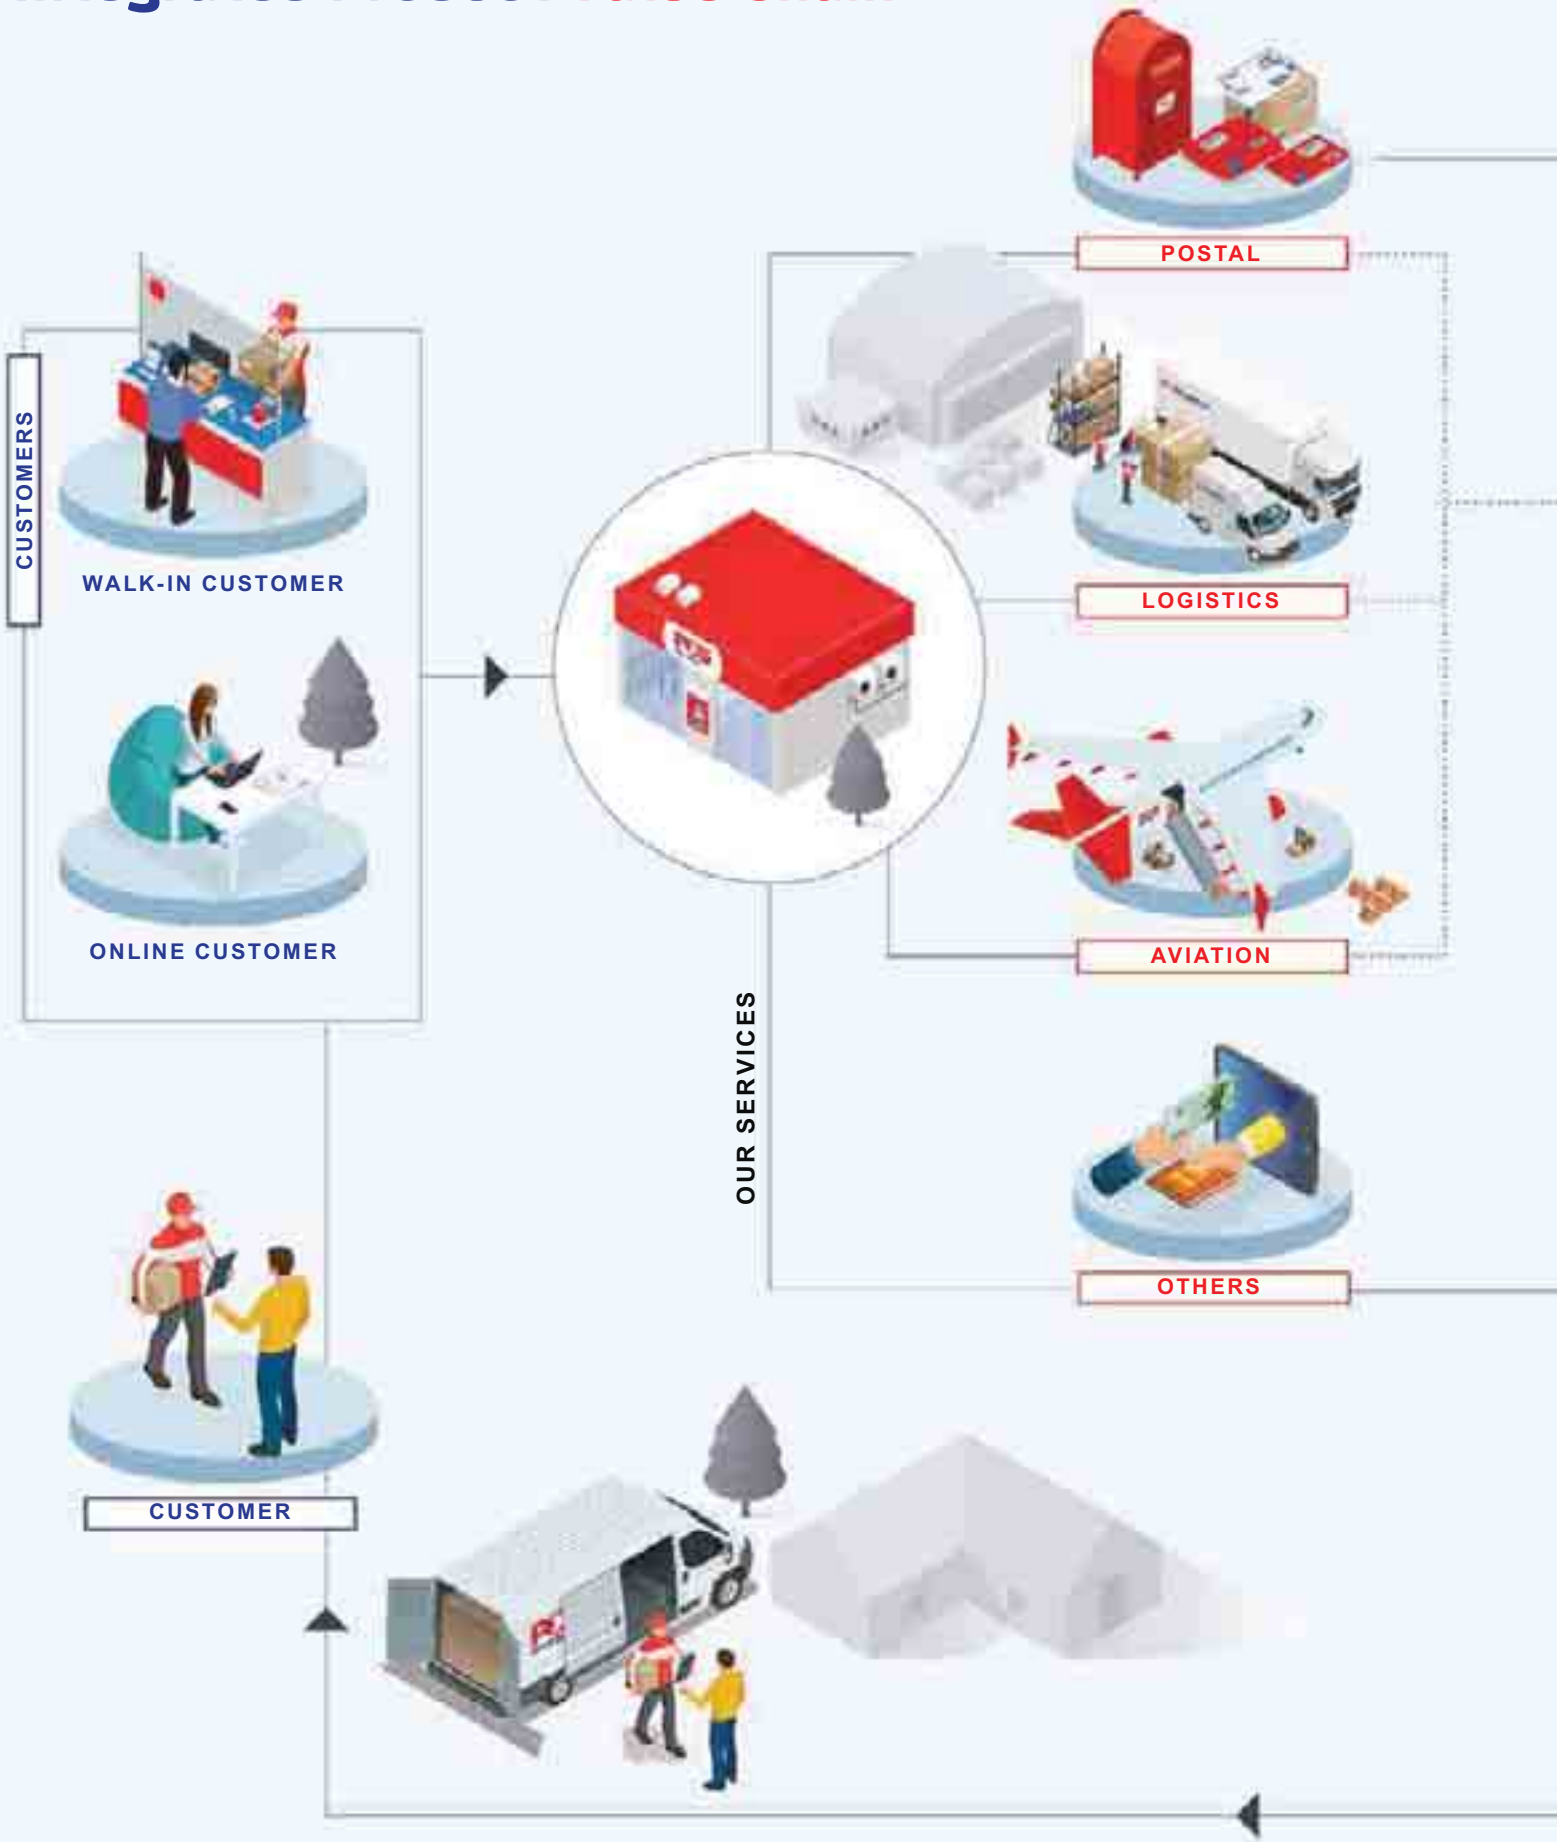 POSTAL
CUSTOMERS
WALK-IN CUSTOMER
LOGISTICS
ONLINE CUSTOMER
AVIATION
OUR SERVICES
OTHERS
CUSTOMER